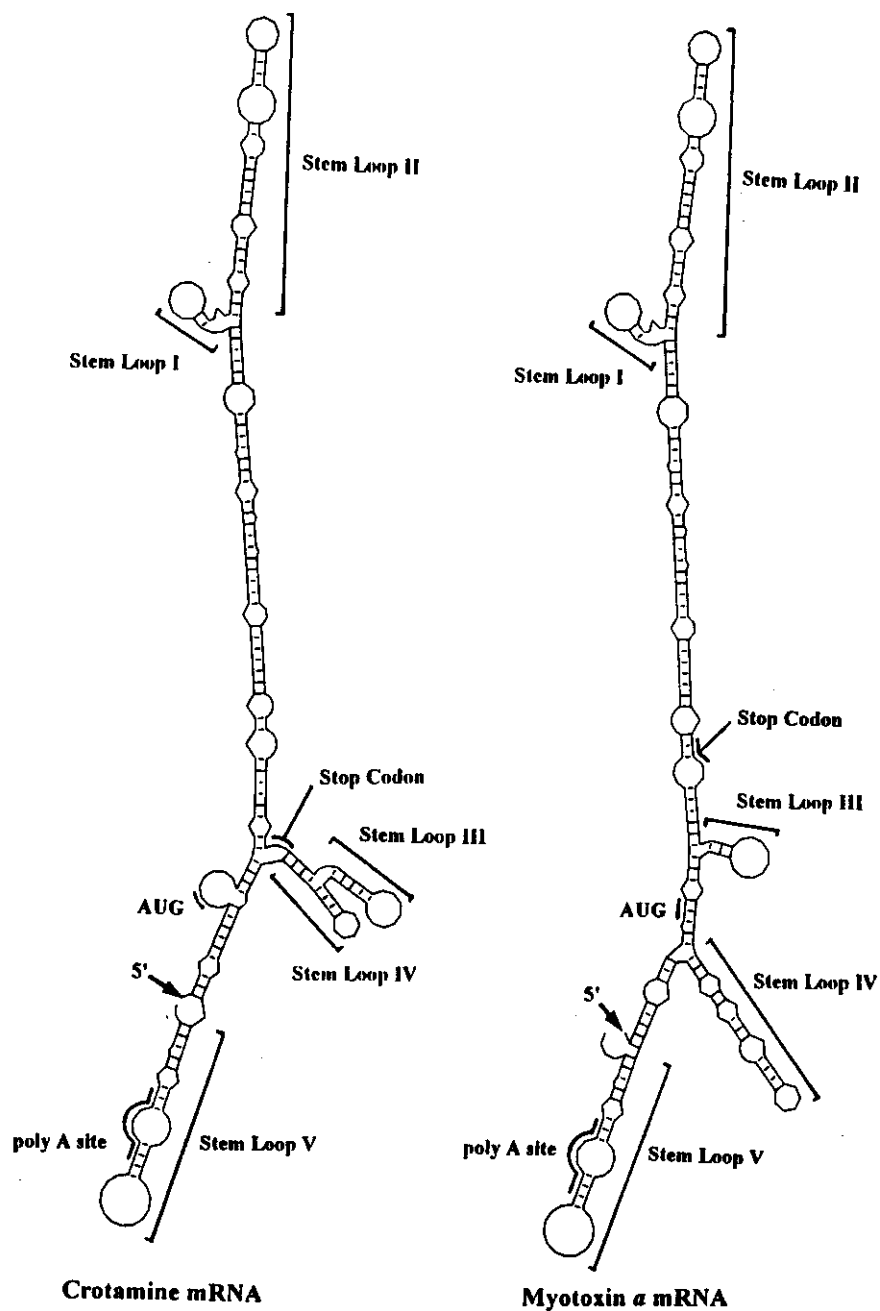 Stem Loop II
Stem Loop I
Stop Codon
Stem Loop III
AUG
Stem Loop IV
5'
poly A site
Stem Loop V
Crotamine mRNA
Stem Loop II
Stem Loop I
Stop Codon
Stem Loop III
AUG
Stem Loop IV
5'
poly A site
Stem Loop V
Myotoxin a mRNA